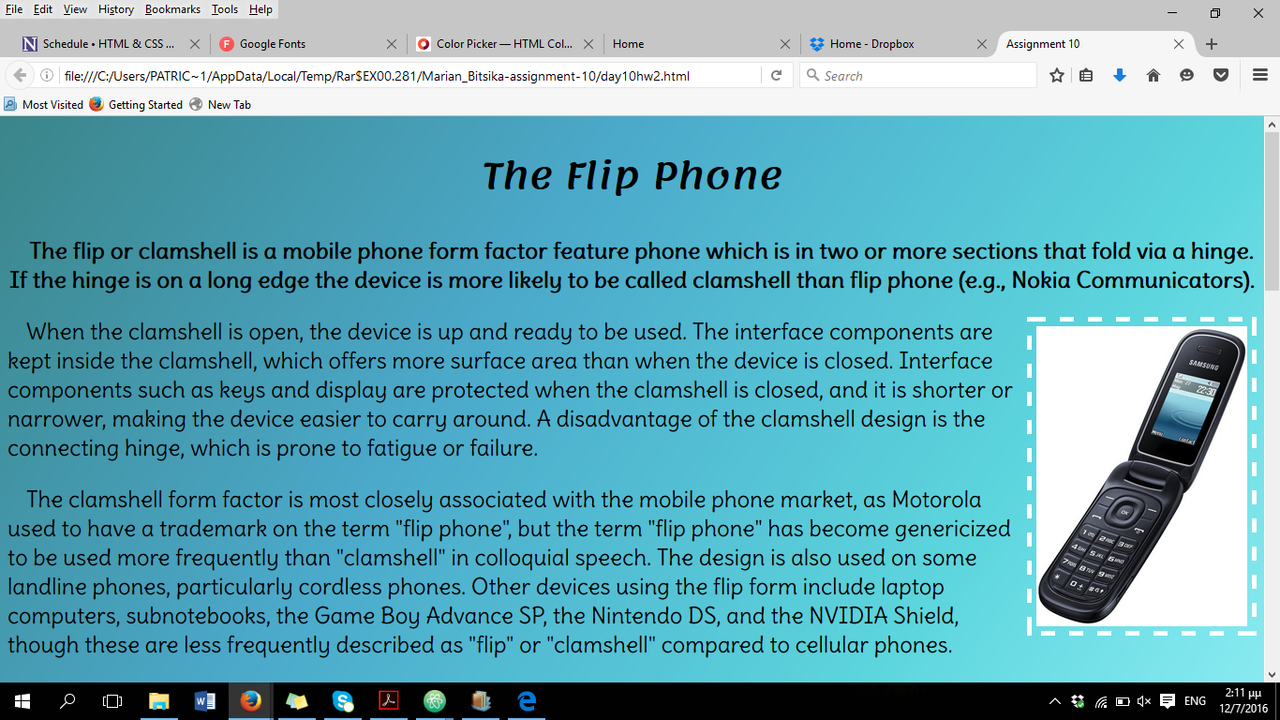 File Edit View History Bookmarks Tools Help
Schedule • HTML & CSS ... Google Fonts Color Picker — HTML Col... Home Home - Dropbox Assignment 10
file:///C:/Users/PATRIC~1/AppData/Local/Temp/Rar$EX00.281/Marian_Bitsika-assignment-10/day10hw2.html Search
Most Visited Getting Started New Tab
The Flip Phone
The flip or clamshell is a mobile phone form factor feature phone which is in two or more sections that fold via a hinge.
If the hinge is on a long edge the device is more likely to be called clamshell than flip phone (e.g., Nokia Communicators).
When the clamshell is open, the device is up and ready to be used. The interface components are
kept inside the clamshell, which offers more surface area than when the device is closed. Interface
components such as keys and display are protected when the clamshell is closed, and it is shorter or
narrower, making the device easier to carry around. A disadvantage of the clamshell design is the
connecting hinge, which is prone to fatigue or failure.
The clamshell form factor is most closely associated with the mobile phone market, as Motorola
used to have a trademark on the term "flip phone", but the term "flip phone" has become genericized
to be used more frequently than "clamshell" in colloquial speech. The design is also used on some
landline phones, particularly cordless phones. Other devices using the flip form include laptop
computers, subnotebooks, the Game Boy Advance SP, the Nintendo DS, and the NVIDIA Shield,
though these are less frequently described as "flip" or "clamshell" compared to cellular phones.
SAMSUNG
Menu Contact
OK
ENG
2:11 μμ
12/7/2016